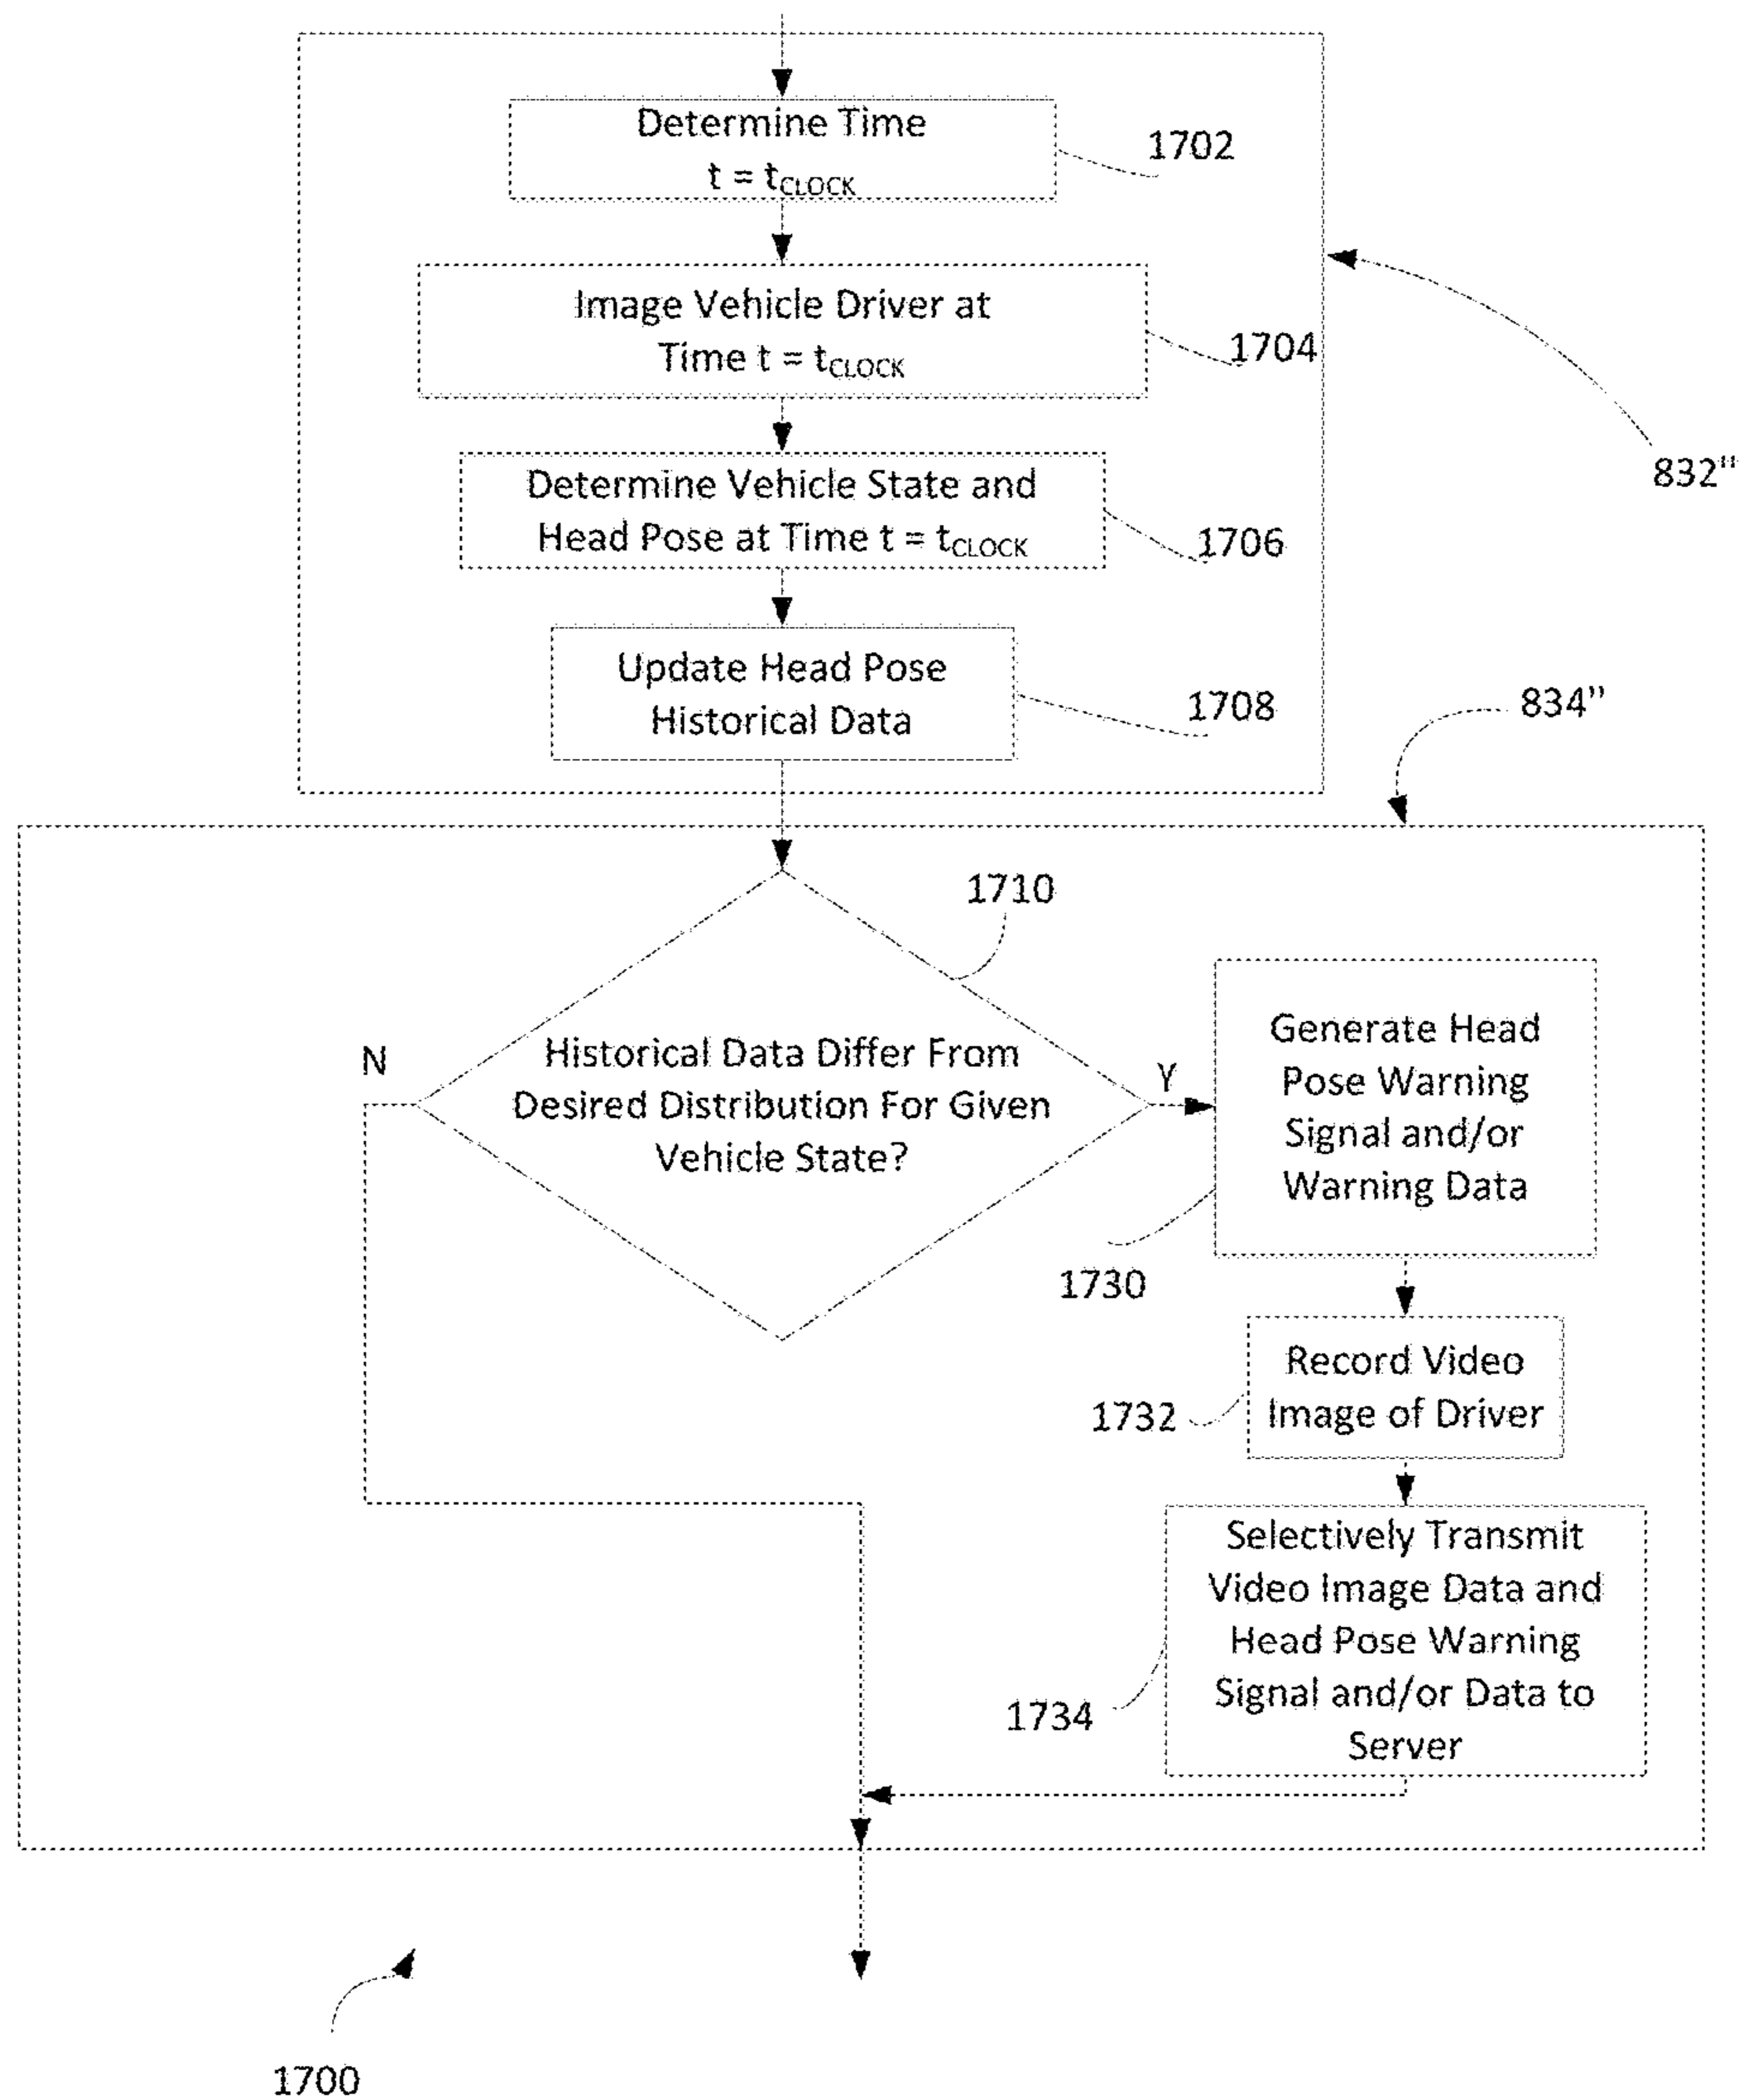 Determine Time
t = tCLOCK
1702
Image Vehicle Driver at
Time t = tCLOCK
1704
Determine Vehicle State and
Head Pose at Time t = tCLOCK
1706
832"
Update Head Pose
Historical Data
1708
834"
1710
N
Historical Data Differ From
Desired Distribution For Given
Vehicle State?
Y
Generate Head
Pose Warning
Signal and/or
Warning Data
1730
Record Video
Image of Driver
1732
Selectively Transmit
Video Image Data and
Head Pose Warning
Signal and/or Data to
Server
1734
1700